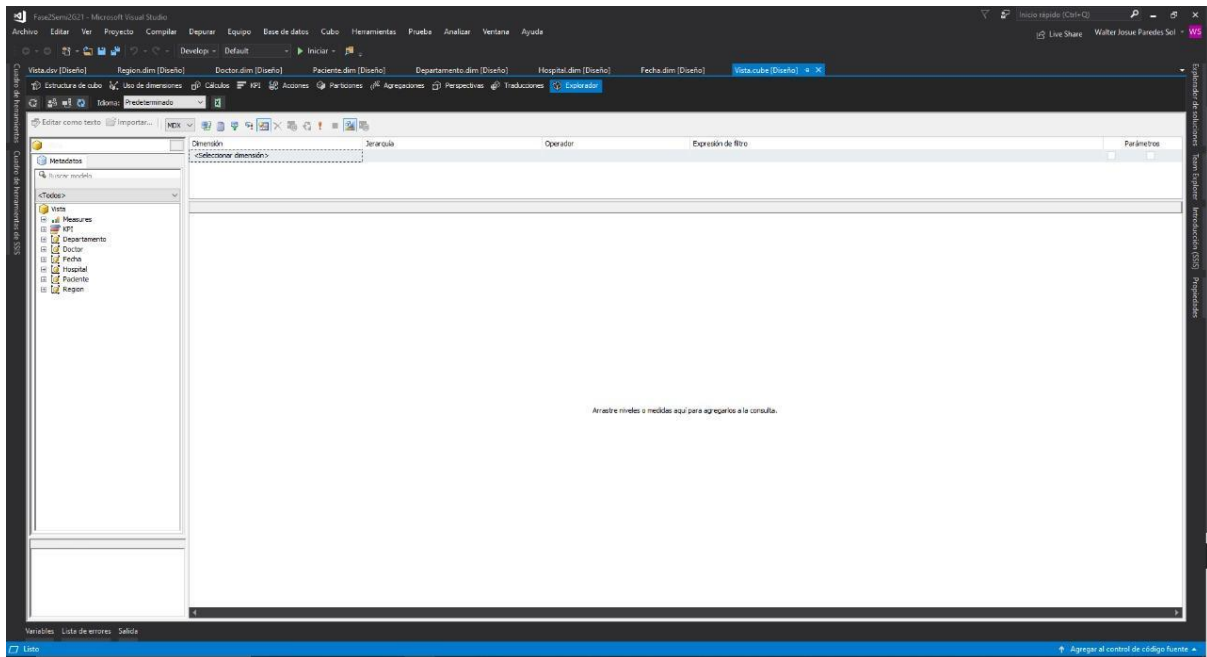 Fase2Semi2021 - Microsoft Visual Studio
Inicio rápido (Ctrl+Q)
Archivo Editar Ver Proyecto Compilar Depurar Equipo Base de datos Cubo Herramientas Prueba Analizar Ventana Ayuda
Live Share Walter Josue Paredes Sol WS
Develop Default Iniciar
Vista.dsv [Diseño] Region.dim [Diseño] Doctor.dim [Diseño] Paciente.dim [Diseño] Departamento.dim [Diseño] Hospital.dim [Diseño] Fecha.dim [Diseño] Vista.cube [Diseño]
Estructura de cubo Uso de dimensiones Cálculos KPI Acciones Particiones Agregaciones Perspectivas Traducciones Explorador
Idioma: Predeterminado
Editar como texto Importar... MDX
Dimensión Jerarquía Operador Expresión de filtro Parámetros
<Seleccionar dimensión>
Metadatos
Buscar modelo
<Todos>
Vista
Measures
KPI
Departamento
Doctor
Fecha
Hospital
Paciente
Region
Arrastre niveles o medidas aquí para agregarlos a la consulta.
Cuadro de herramientas
Cuadro de herramientas de SSIS
Explorador de soluciones
Team Explorer
Introducción (SSIS)
Propiedades
Variables Lista de errores Salida
Listo
Agregar al control de código fuente